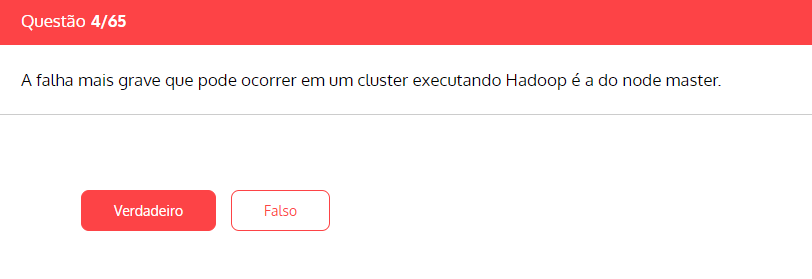 Questão 4/65
A falha mais grave que pode ocorrer em um cluster executando Hadoop é a do node master.
Verdadeiro
Falso